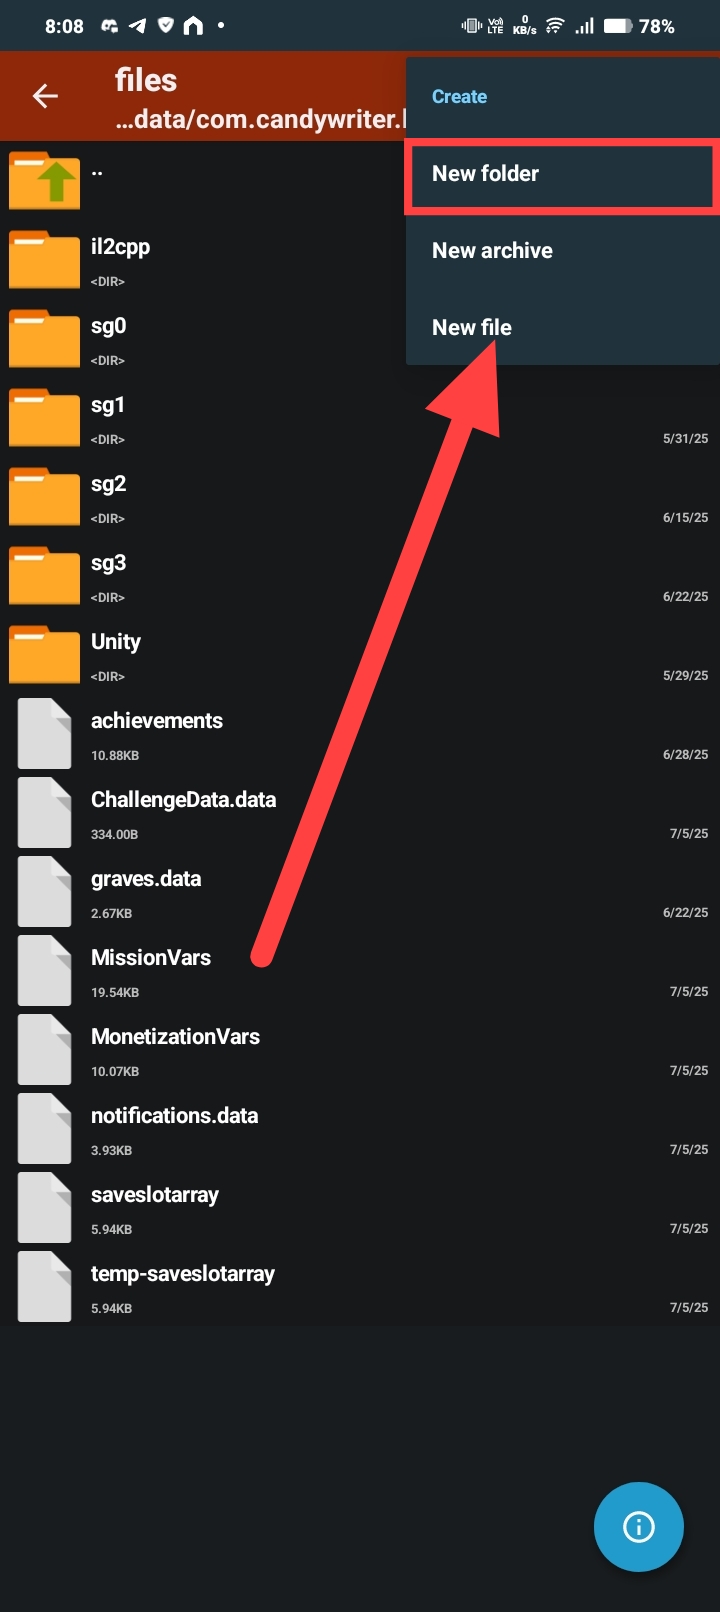 8:08
Vo))
LTE
0
KB/s
78%
files
...data/com.candywriter.
Create
New folder
New archive
New file
..
il2cpp
<DIR>
sg0
<DIR>
sg1
<DIR>
5/31/25
sg2
<DIR>
6/15/25
sg3
<DIR>
6/22/25
Unity
<DIR>
5/29/25
achievements
10.88KB
6/28/25
ChallengeData.data
334.00B
7/5/25
graves.data
2.67KB
6/22/25
MissionVars
19.54KB
7/5/25
MonetizationVars
10.07KB
7/5/25
notifications.data
3.93KB
7/5/25
saveslotarray
5.94KB
7/5/25
temp-saveslotarray
5.94KB
7/5/25